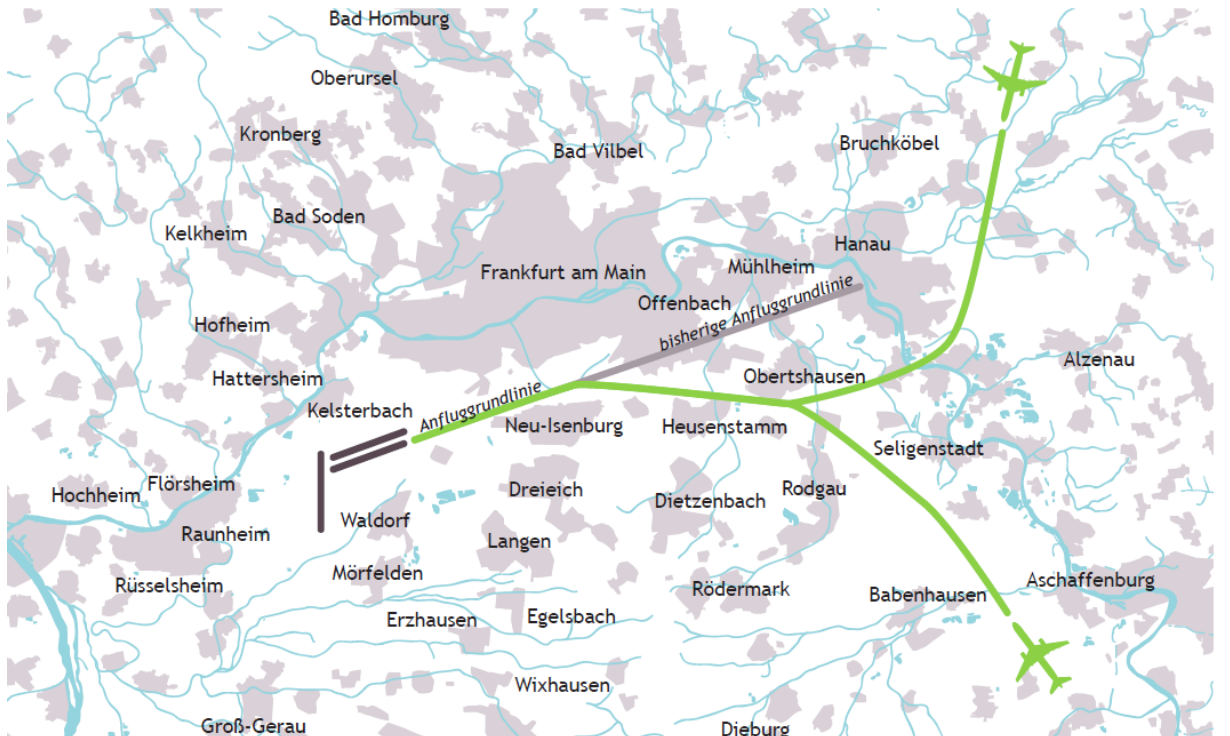 Bad Homburg
Oberursel
Kronberg
Bad Vilbel
Bruchköbel
Bad Soden
Kelkheim
Hanau
Frankfurt am Main
Mühlheim
Offenbach
bisherige Anfluggrundlinie
Hofheim
Hattersheim
Obertshausen
Alzenau
Kelsterbach
Anfluggrundlinie
Neu-Isenburg
Heusenstamm
Seligenstadt
Hochheim
Flörsheim
Dreieich
Dietzenbach
Rodgau
Raunheim
Waldorf
Langen
Rüsselsheim
Mörfelden
Rödermark
Babenhausen
Aschaffenburg
Erzhausen
Egelsbach
Wixhausen
Groß-Gerau
Dieburg